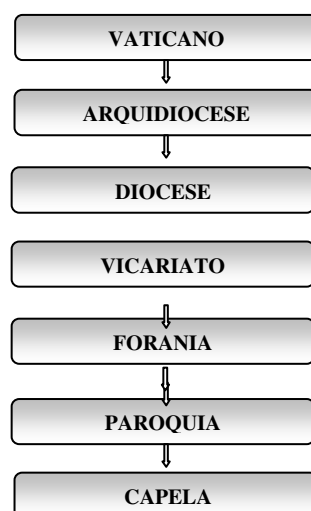 VATICANO
ARQUIDIOCESE
DIOCESE
VICARIATO
FORANIA
PAROQUIA
CAPELA